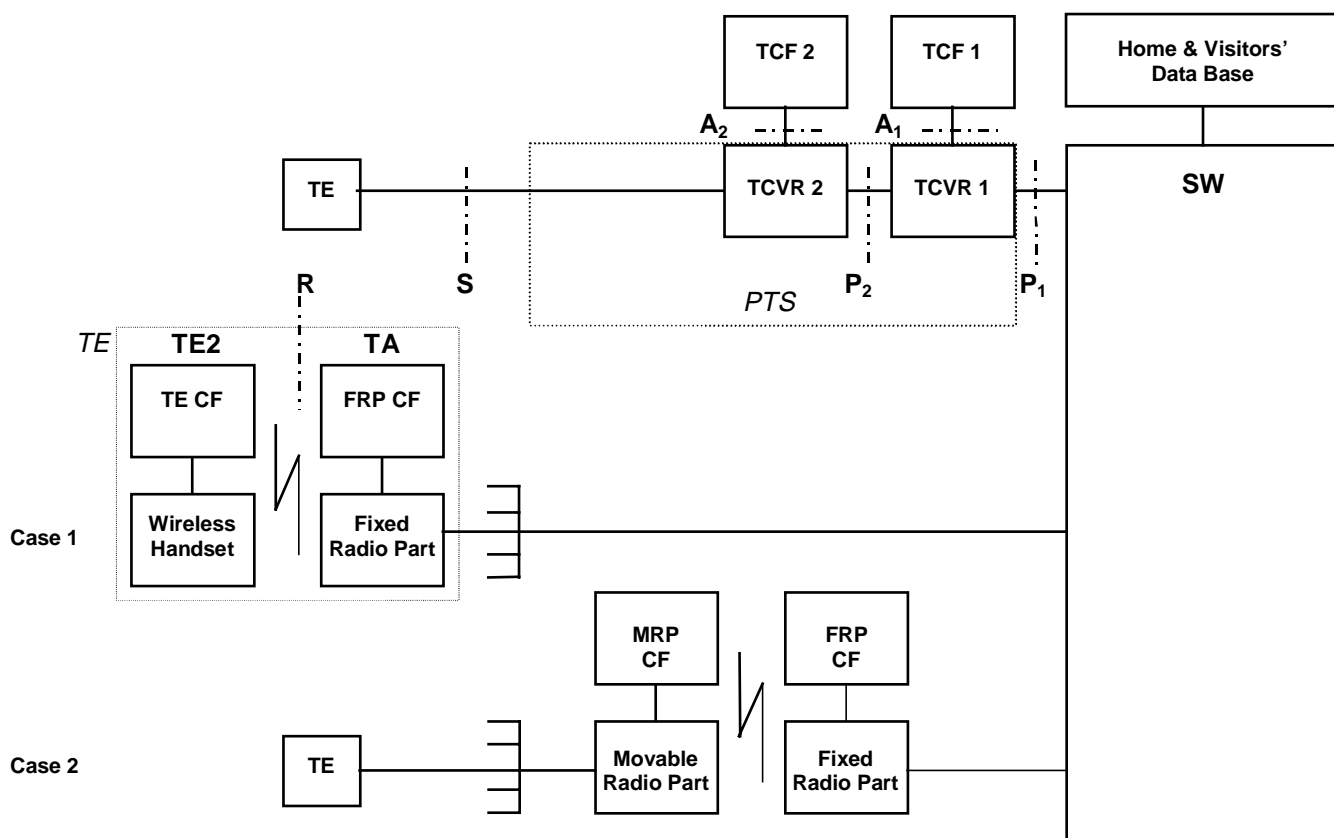 TCF 2
TCF 1
Home & Visitors'
Data Base
A2
A1
TE
TCVR 2
TCVR 1
SW
R
S
PTS
P2
P1
TE
TE2
TA
TE CF
FRP CF
Case 1
Wireless
Handset
Fixed
Radio Part
MRP
CF
FRP
CF
Case 2
TE
Movable
Radio Part
Fixed
Radio Part